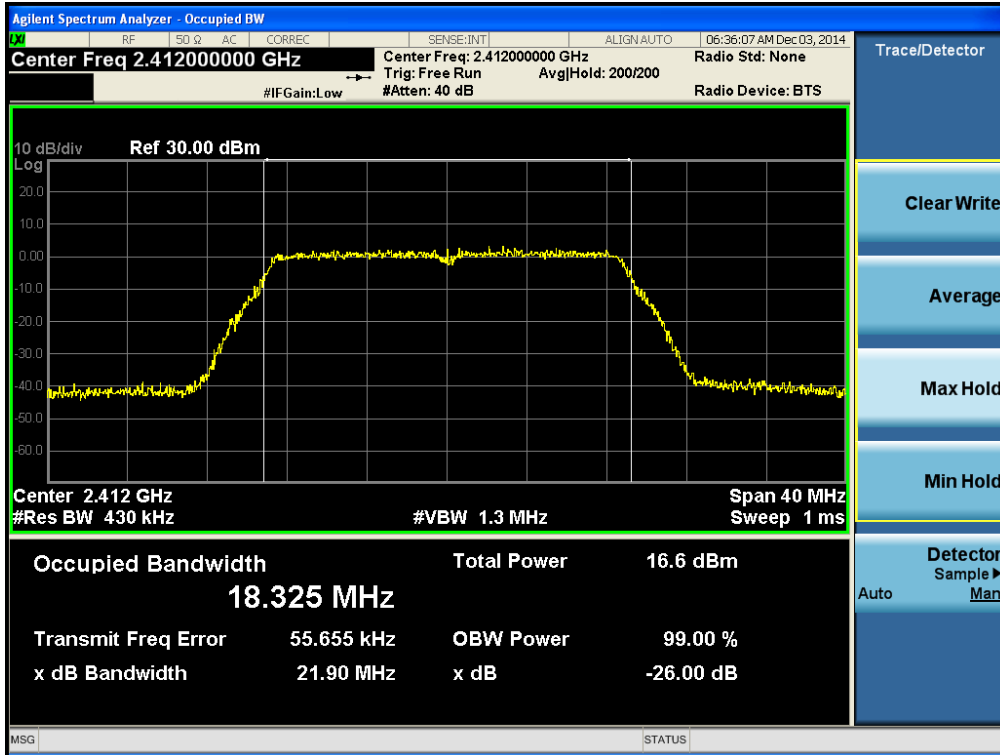 Agilent Spectrum Analyzer - Occupied BW
LXI RF 50 Ω AC CORREC SENSE:INT ALIGN AUTO 06:36:07 AM Dec 03, 2014
Center Freq 2.412000000 GHz
Center Freq: 2.412000000 GHz
Radio Std: None
Trig: Free Run Avg|Hold: 200/200
#IFGain:Low #Atten: 40 dB Radio Device: BTS
Trace/Detector
10 dB/div Ref 30.00 dBm
Log
20.0
10.0
0.00
-10.0
-20.0
-30.0
-40.0
-50.0
-60.0
Center 2.412 GHz Span 40 MHz
#Res BW 430 kHz #VBW 1.3 MHz Sweep 1 ms
Occupied Bandwidth Total Power 16.6 dBm
18.325 MHz
Transmit Freq Error 55.655 kHz OBW Power 99.00 %
x dB Bandwidth 21.90 MHz x dB -26.00 dB
Clear Write
Average
Max Hold
Min Hold
Detector
Sample▶
Auto Man
MSG STATUS